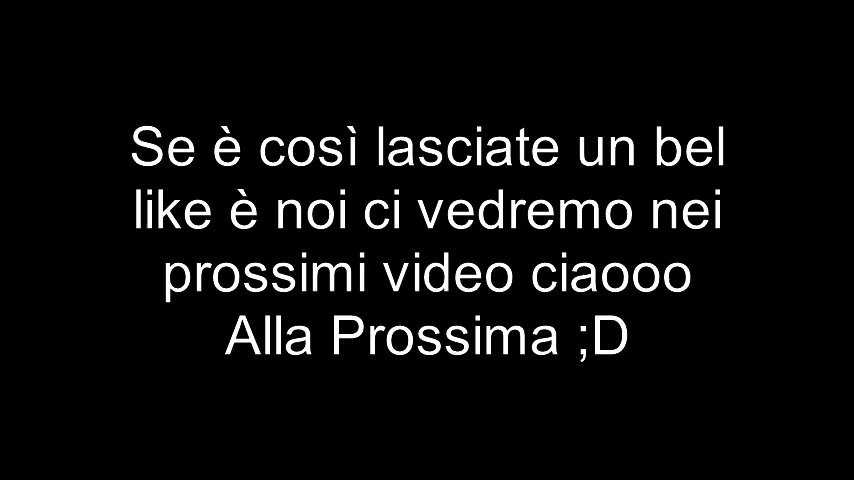 Se è così lasciate un bel
like è noi ci vedremo nei
prossimi video ciaooo
Alla Prossima ;D